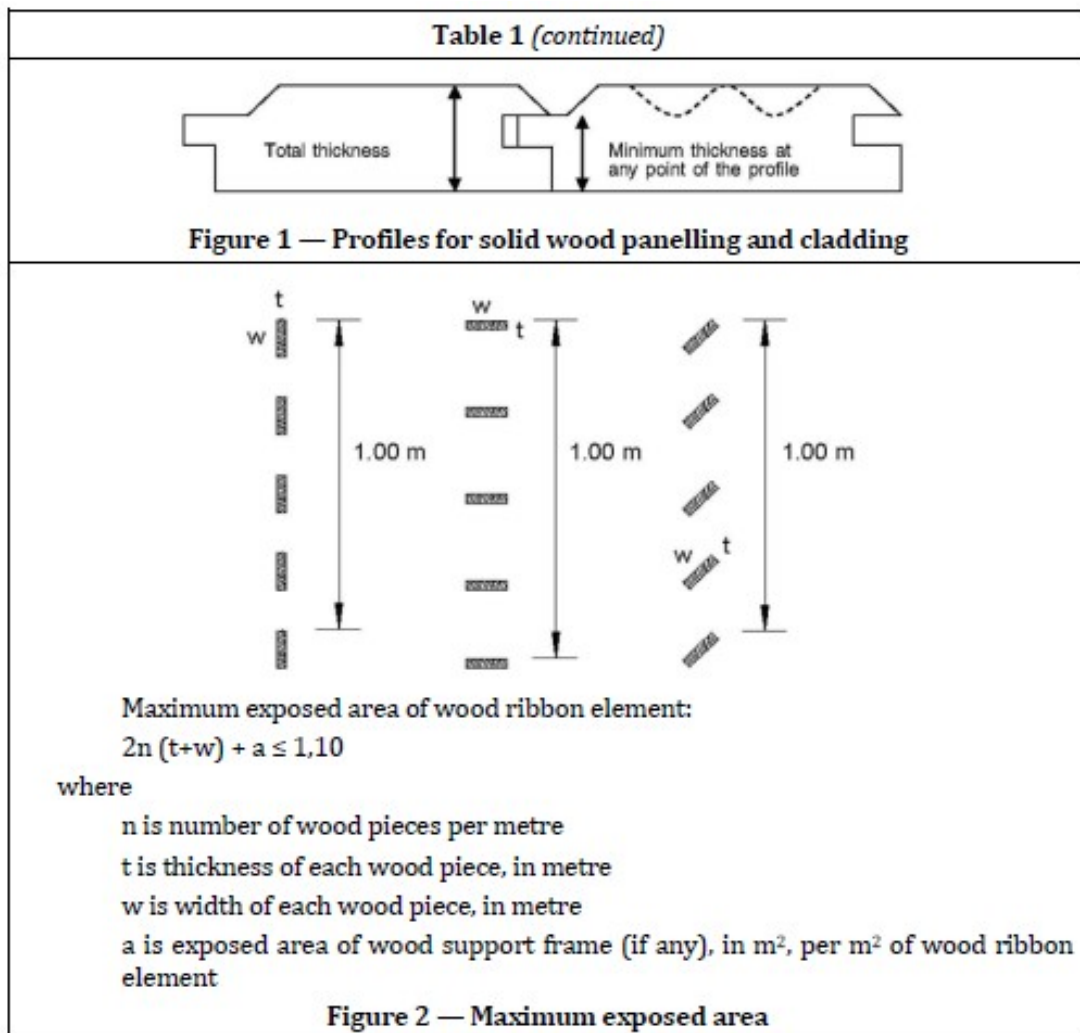 Table 1 (continued)
Total thickness
Minimum thickness at
any point of the profile
Figure 1 — Profiles for solid wood panelling and cladding
t
w
1.00 m
w
t
1.00 m
w
t
1.00 m
Maximum exposed area of wood ribbon element:
2n (t+w) + a ≤ 1,10
where
n is number of wood pieces per metre
t is thickness of each wood piece, in metre
w is width of each wood piece, in metre
a is exposed area of wood support frame (if any), in m², per m² of wood ribbon
element
Figure 2 — Maximum exposed area